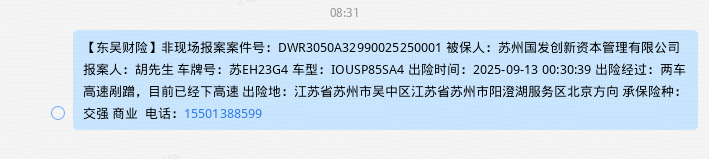 08:31
【东吴财险】非现场报案案件号：DWR3050A32990025250001 被保人：苏州国发创新资本管理有限公司
报案人：胡先生 车牌号：苏EH23G4 车型：IOUSP85SA4 出险时间：2025-09-13 00:30:39 出险经过：两车
高速剐蹭，目前已经下高速 出险地：江苏省苏州市吴中区江苏省苏州市阳澄湖服务区北京方向 承保险种：
交强 商业  电话：15501388599